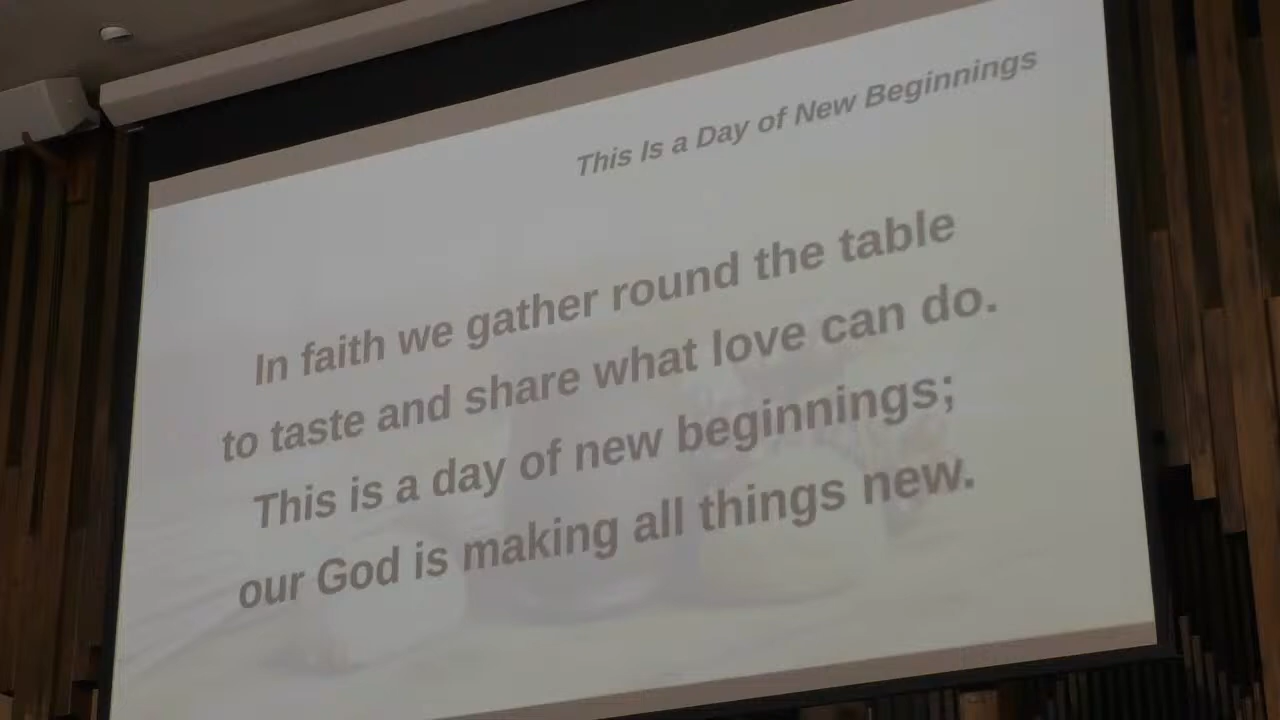 This Is a Day of New Beginnings
In faith we gather round the table
to taste and share what love can do.
This is a day of new beginnings;
our God is making all things new.